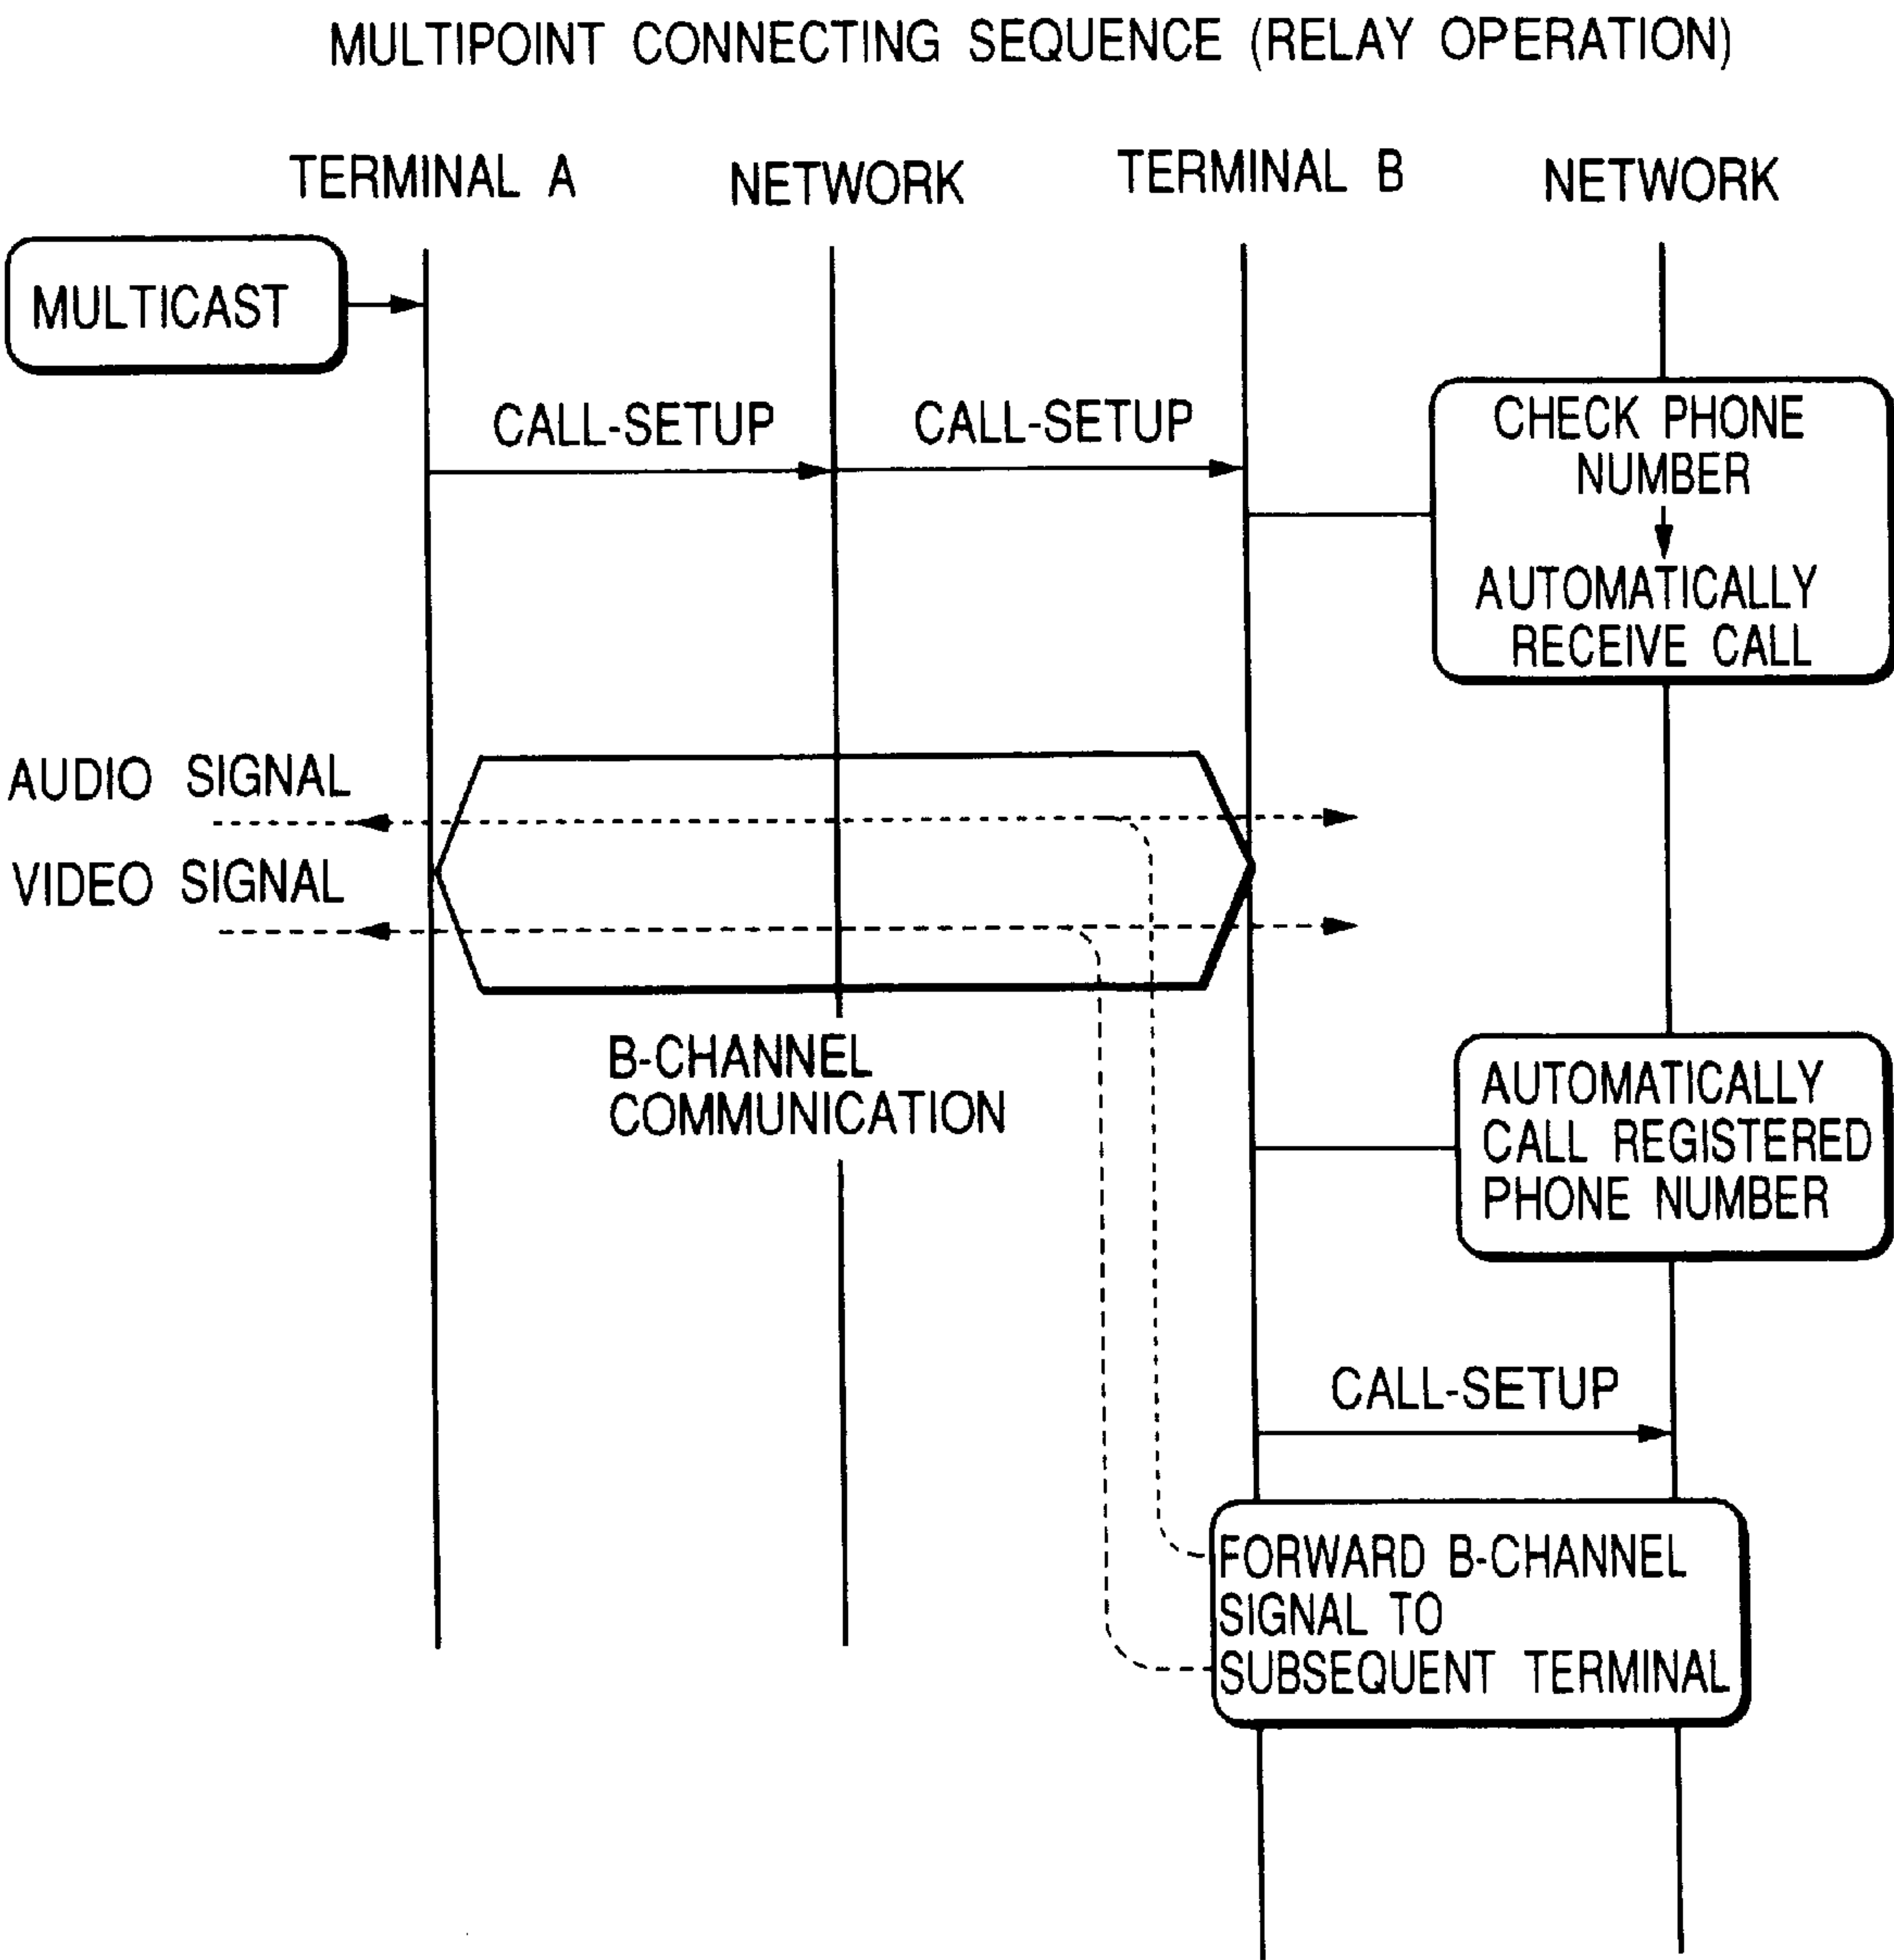 MULTIPOINT CONNECTING SEQUENCE (RELAY OPERATION)
TERMINAL A
NETWORK
TERMINAL B
NETWORK
MULTICAST
CALL-SETUP
CALL-SETUP
CHECK PHONE
NUMBER
AUTOMATICALLY
RECEIVE CALL
AUDIO SIGNAL
VIDEO SIGNAL
B-CHANNEL
COMMUNICATION
AUTOMATICALLY
CALL REGISTERED
PHONE NUMBER
CALL-SETUP
FORWARD B-CHANNEL
SIGNAL TO
SUBSEQUENT TERMINAL